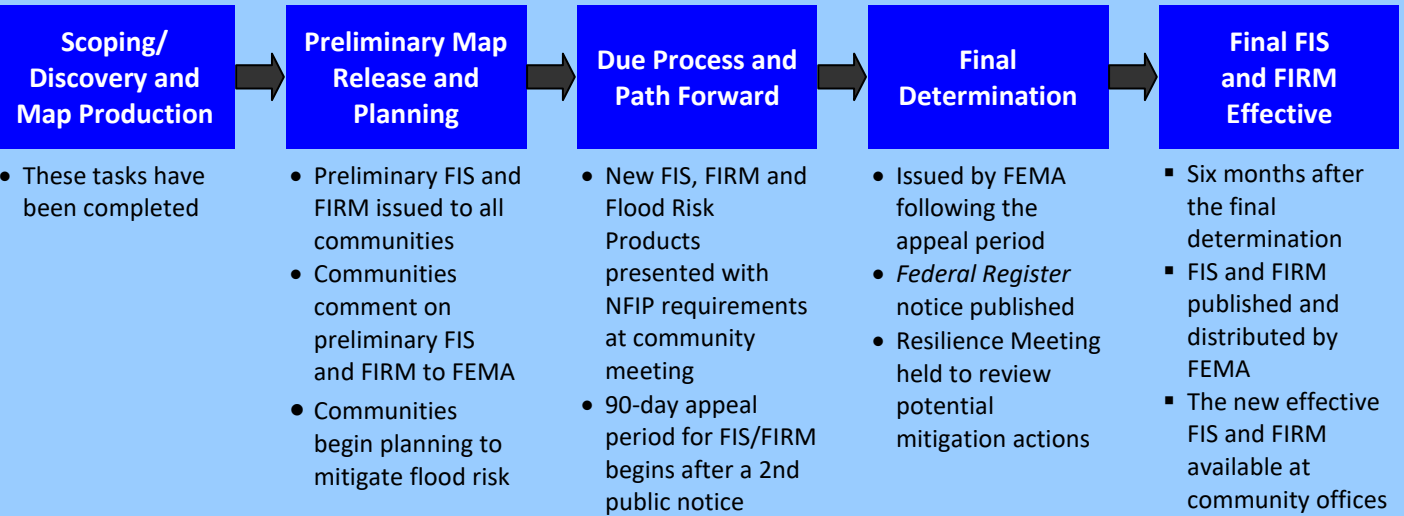 Scoping/
Discovery and
Map Production
• These tasks have
been completed
Preliminary Map
Release and
Planning
• Preliminary FIS and
FIRM issued to all
communities
• Communities
comment on
preliminary FIS
and FIRM to FEMA
• Communities
begin planning to
mitigate flood risk
Due Process and
Path Forward
• New FIS, FIRM and
Flood Risk
Products
presented with
NFIP requirements
at community
meeting
• 90-day appeal
period for FIS/FIRM
begins after a 2nd
public notice
Final
Determination
• Issued by FEMA
following the
appeal period
• Federal Register
notice published
• Resilience Meeting
held to review
potential
mitigation actions
Final FIS
and FIRM
Effective
▪ Six months after
the final
determination
▪ FIS and FIRM
published and
distributed by
FEMA
▪ The new effective
FIS and FIRM
available at
community offices